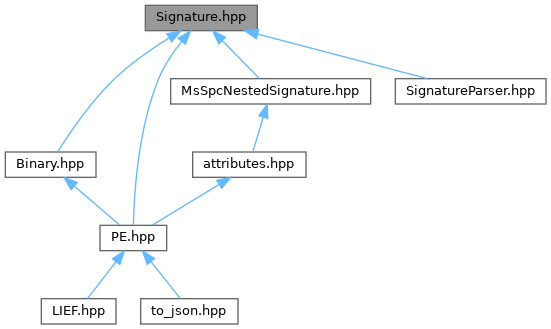 Signature.hpp
MsSpcNestedSignature.hpp
SignatureParser.hpp
Binary.hpp
attributes.hpp
PE.hpp
LIEF.hpp
to_json.hpp